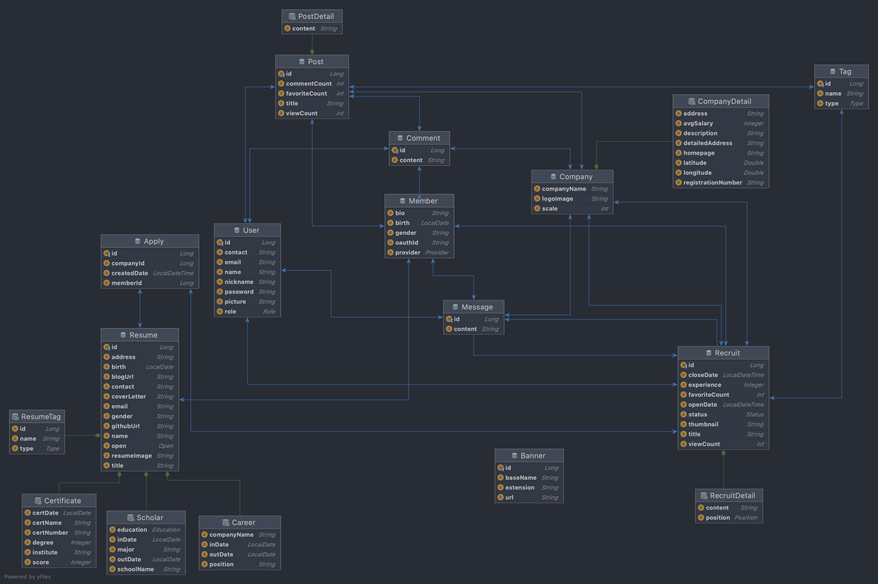 PostDetail
content String
Post
id Long
commentCount int
favoriteCount int
title String
viewCount int
Tag
id Long
name String
type Type
CompanyDetail
address String
avgSalary Integer
description String
detailedAddress String
homepage String
latitude Double
longitude Double
registrationNumber String
Comment
id Long
content String
Company
companyName String
logoImage String
scale int
Member
bio String
birth LocalDate
gender String
oauthId String
provider Provider
User
id Long
contact String
email String
name String
nickname String
password String
picture String
role Role
Apply
id Long
companyId Long
createdDate LocalDateTime
memberId Long
Message
id Long
content String
Resume
id Long
address String
birth LocalDate
blogUrl String
contact String
coverLetter String
email String
gender String
githubUrl String
name String
open Open
resumeImage String
title String
Recruit
id Long
closeDate LocalDateTime
experience Integer
favoriteCount int
openDate LocalDateTime
status Status
thumbnail String
title String
viewCount int
ResumeTag
id Long
name String
type Type
Banner
id Long
baseName String
extension String
url String
RecruitDetail
content String
position Position
Certificate
certDate LocalDate
certName String
certNumber String
degree Integer
institute String
score Integer
Scholar
education Education
inDate LocalDate
major String
outDate LocalDate
schoolName String
Career
companyName String
inDate LocalDate
outDate LocalDate
position String
Powered by yFiles